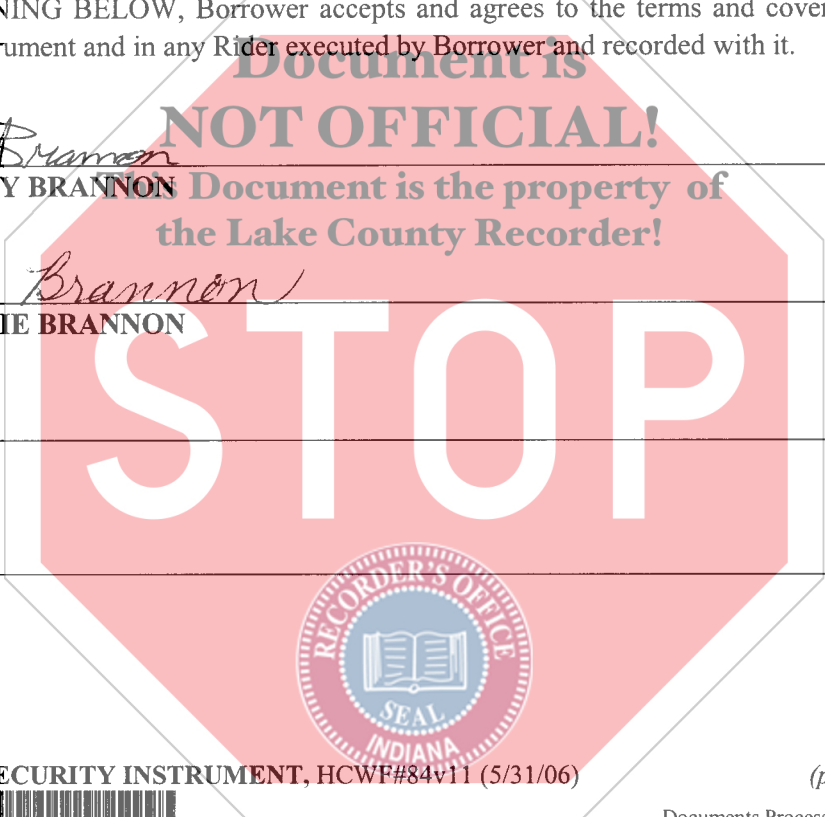 NING BELOW, Borrower accepts and agrees to the terms and cover
rument and in any Rider executed by Borrower and recorded with it.
Document is
NOT OFFICIAL!
Brannon
Y BRANNON
This Document is the property of
the Lake County Recorder!
Brannon
IE BRANNON
STOP
RECORDER'S OFFICE
SEAL
INDIANA
ECURITY INSTRUMENT, HCWF#84v11 (5/31/06)
(p
Documents Process